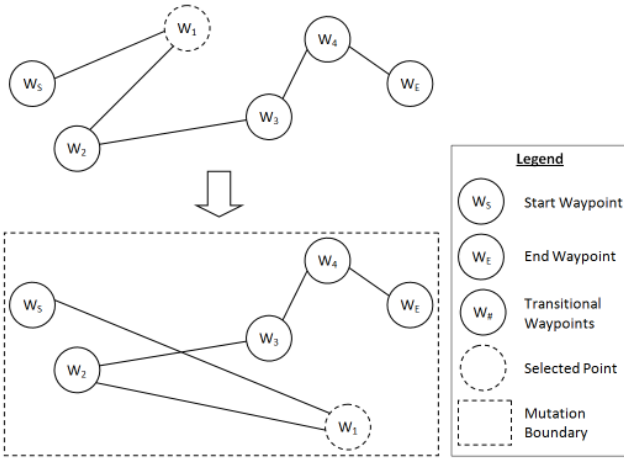 W1
W4
WS
WE
W3
W2
Legend
WS Start Waypoint
WE End Waypoint
W# Transitional
Waypoints
Selected Point
Mutation
Boundary
W4
WS
WE
W3
W2
W1